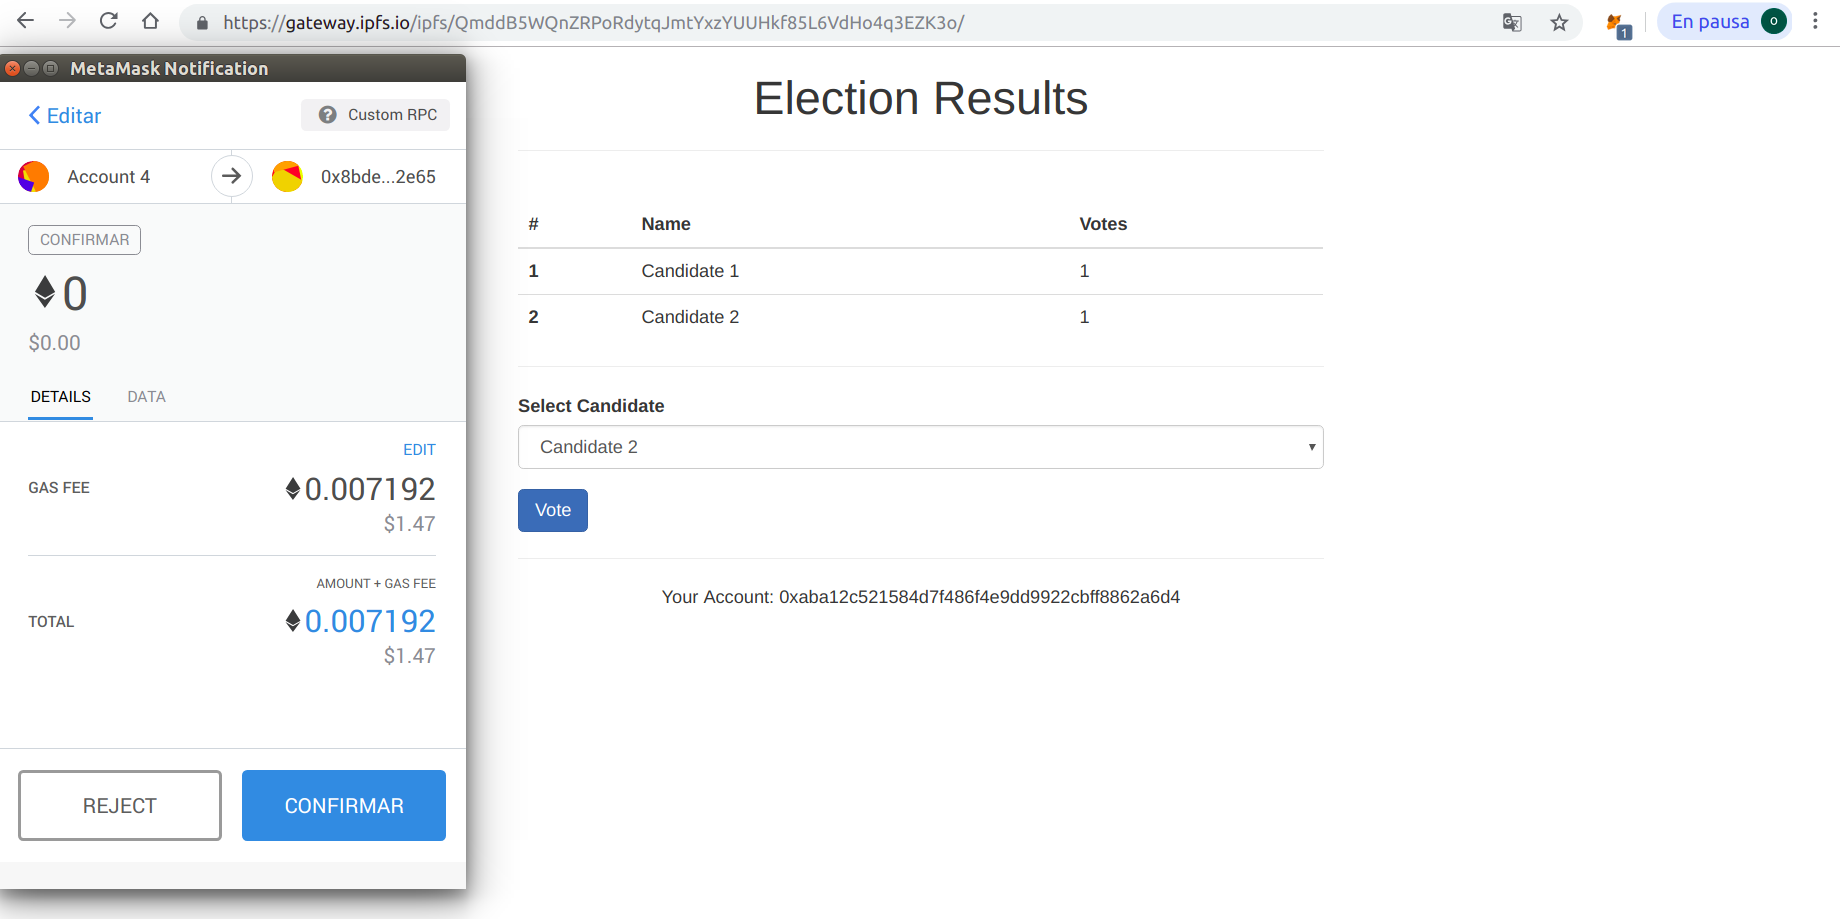 https://gateway.ipfs.io/ipfs/QmddB5WQnZRPoRdytqJmtYxzYUUHkf85L6VdHo4q3EZK3o/
1
En pausa
O
MetaMask Notification
Editar
? Custom RPC
Account 4
0x8bde...2e65
CONFIRMAR
0
$0.00
DETAILS DATA
EDIT
GAS FEE 0.007192
$1.47
AMOUNT + GAS FEE
TOTAL 0.007192
$1.47
REJECT CONFIRMAR
Election Results
# Name Votes
1 Candidate 1 1
2 Candidate 2 1
Select Candidate
Candidate 2
Vote
Your Account: 0xaba12c521584d7f486f4e9dd9922cbff8862a6d4